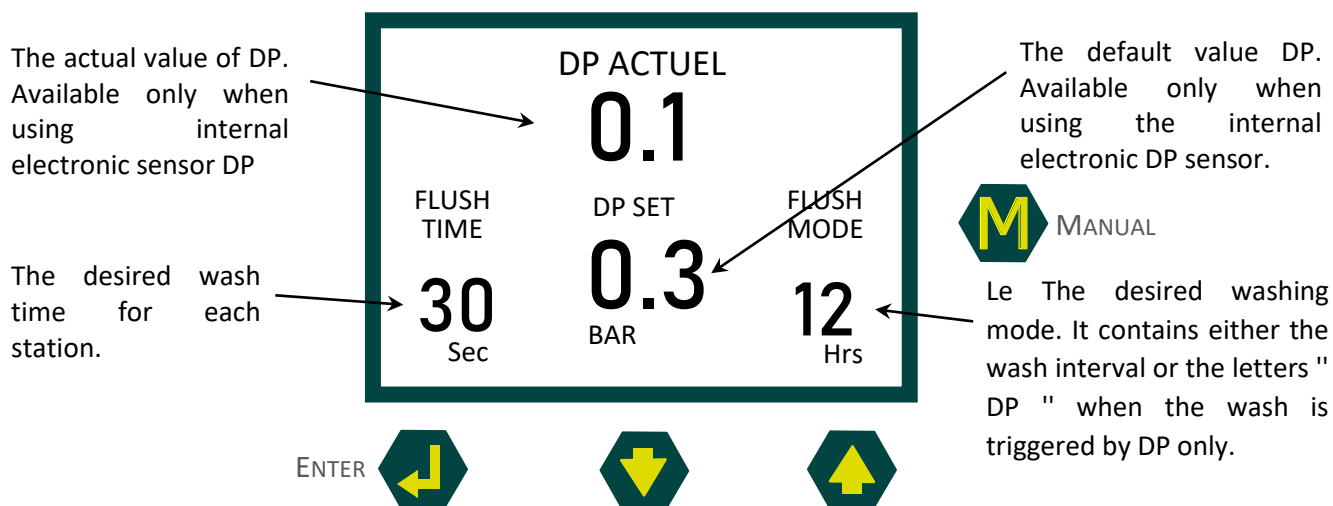 The actual value of DP.
Available only when
using internal
electronic sensor DP
The desired wash
time for each
station.
DP ACTUEL
0.1
FLUSH
TIME
30
Sec
DP SET
0.3
BAR
FLUSH
MODE
12
Hrs
The default value DP.
Available only when
using the internal
electronic DP sensor.
M MANUAL
Le The desired washing
mode. It contains either the
wash interval or the letters "
DP " when the wash is
triggered by DP only.
ENTER